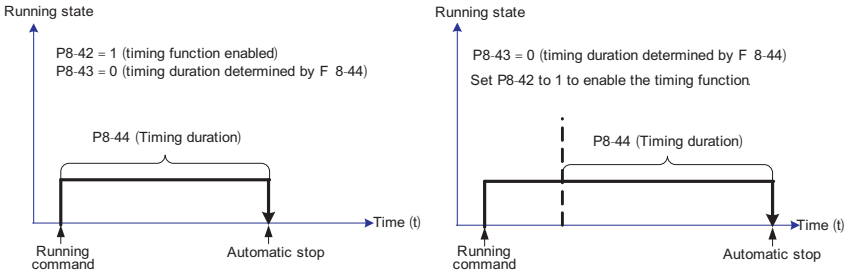 Running state
P8-42 = 1 (timing function enabled)
P8-43 = 0 (timing duration determined by F 8-44)
P8-44 (Timing duration)
Time (t)
Running
command
Automatic stop
Running state
P8-43 = 0 (timing duration determined by F 8-44)
Set P8-42 to 1 to enable the timing function.
P8-44 (Timing duration)
Time (t)
Running
command
Automatic stop